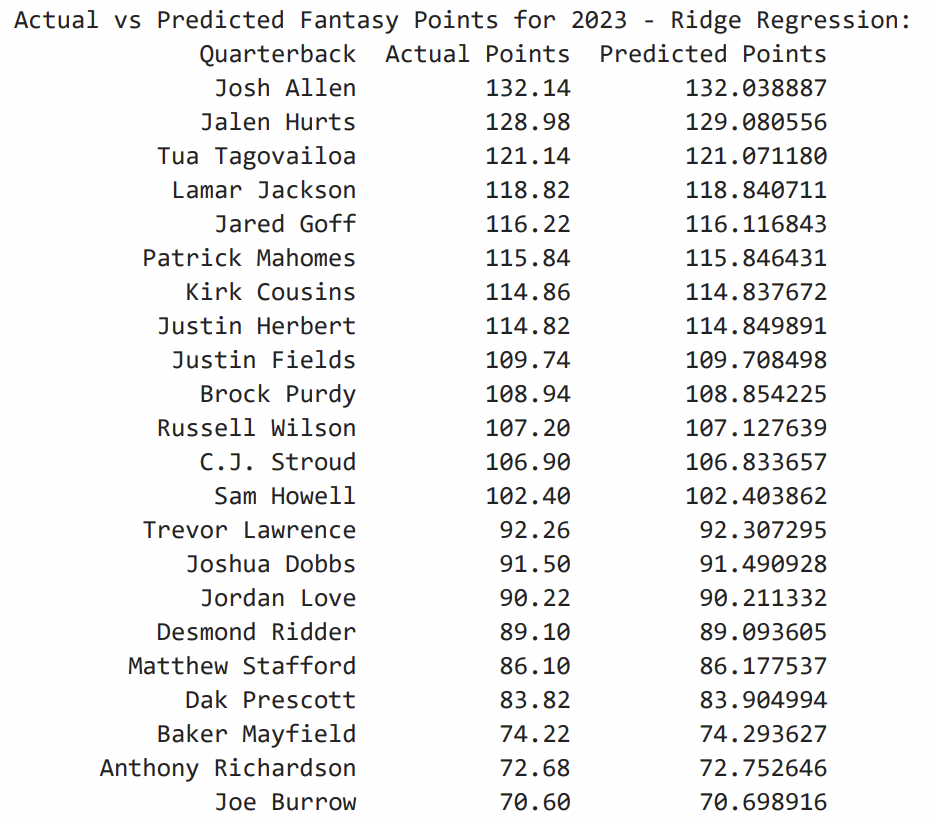 Actual vs Predicted Fantasy Points for 2023 - Ridge Regression:
Quarterback Actual Points Predicted Points
Josh Allen 132.14 132.038887
Jalen Hurts 128.98 129.080556
Tua Tagovailoa 121.14 121.071180
Lamar Jackson 118.82 118.840711
Jared Goff 116.22 116.116843
Patrick Mahomes 115.84 115.846431
Kirk Cousins 114.86 114.837672
Justin Herbert 114.82 114.849891
Justin Fields 109.74 109.708498
Brock Purdy 108.94 108.854225
Russell Wilson 107.20 107.127639
C.J. Stroud 106.90 106.833657
Sam Howell 102.40 102.403862
Trevor Lawrence 92.26 92.307295
Joshua Dobbs 91.50 91.490928
Jordan Love 90.22 90.211332
Desmond Ridder 89.10 89.093605
Matthew Stafford 86.10 86.177537
Dak Prescott 83.82 83.904994
Baker Mayfield 74.22 74.293627
Anthony Richardson 72.68 72.752646
Joe Burrow 70.60 70.698916